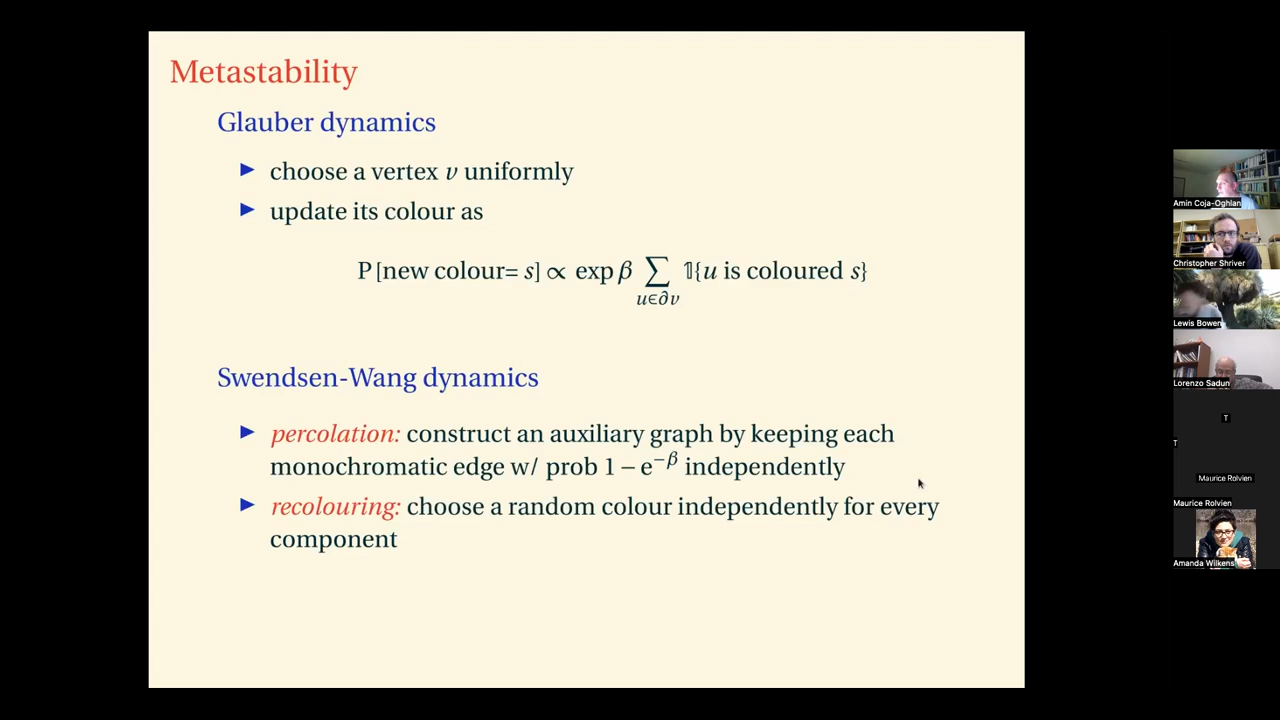 Metastability
Glauber dynamics
► choose a vertex v uniformly
► update its colour as
P[new colour= s] ∝ exp β ∑ 𝟙{u is coloured s}
u∈∂v
Swendsen-Wang dynamics
► percolation: construct an auxiliary graph by keeping each
monochromatic edge w/ prob 1 − e^−β independently
► recolouring: choose a random colour independently for every
component
Amin Coja-Oghlan
Christopher Shriver
Lewis Bowen
Lorenzo Sadun
T
T
Maurice Rolvien
Maurice Rolvien
Amanda Wilkens